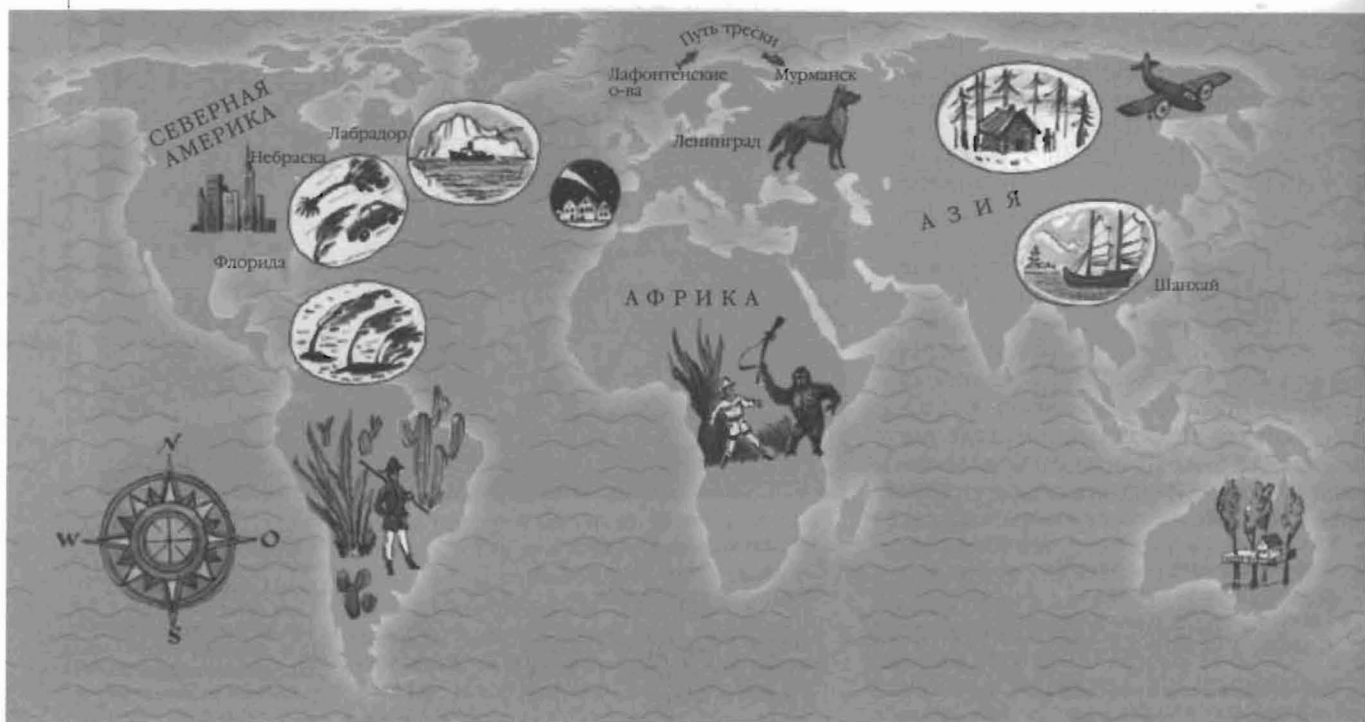 Путь трески
Лафонтенские
о-ва
Мурманск
СЕВЕРНАЯ
АМЕРИКА
Лабрадор
Небраска
Ленинград
АЗИЯ
Флорида
Шанхай
АФРИКА
N
W
O
S